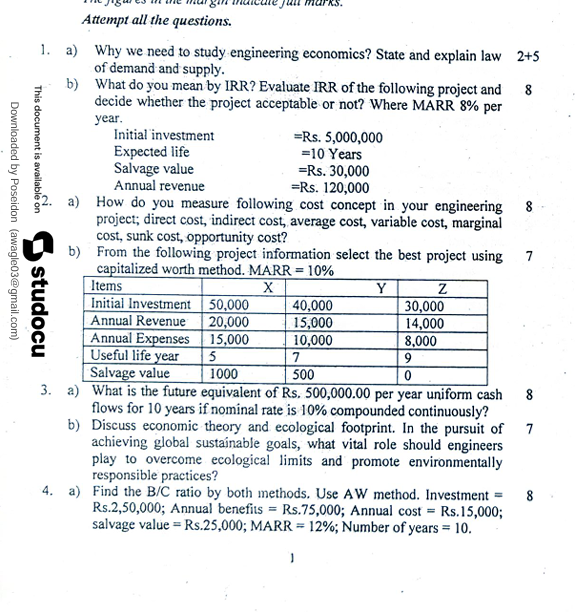 The figures in the margin indicate full marks.
Attempt all the questions.
1. a) Why we need to study engineering economics? State and explain law 2+5
of demand and supply.
b) What do you mean by IRR? Evaluate IRR of the following project and 8
decide whether the project acceptable or not? Where MARR 8% per
year.
Initial investment =Rs. 5,000,000
Expected life =10 Years
Salvage value =Rs. 30,000
Annual revenue =Rs. 120,000
2. a) How do you measure following cost concept in your engineering 8
project; direct cost, indirect cost, average cost, variable cost, marginal
cost, sunk cost, opportunity cost?
b) From the following project information select the best project using 7
capitalized worth method. MARR = 10%
Items X Y Z
Initial Investment 50,000 40,000 30,000
Annual Revenue 20,000 15,000 14,000
Annual Expenses 15,000 10,000 8,000
Useful life year 5 7 9
Salvage value 1000 500 0
3. a) What is the future equivalent of Rs. 500,000.00 per year uniform cash 8
flows for 10 years if nominal rate is 10% compounded continuously?
b) Discuss economic theory and ecological footprint. In the pursuit of 7
achieving global sustainable goals, what vital role should engineers
play to overcome ecological limits and promote environmentally
responsible practices?
4. a) Find the B/C ratio by both methods. Use AW method. Investment = 8
Rs.2,50,000; Annual benefits = Rs.75,000; Annual cost = Rs.15,000;
salvage value = Rs.25,000; MARR = 12%; Number of years = 10.
1
This document is available on
studocu
Downloaded by Poseidon (awagle03@gmail.com)